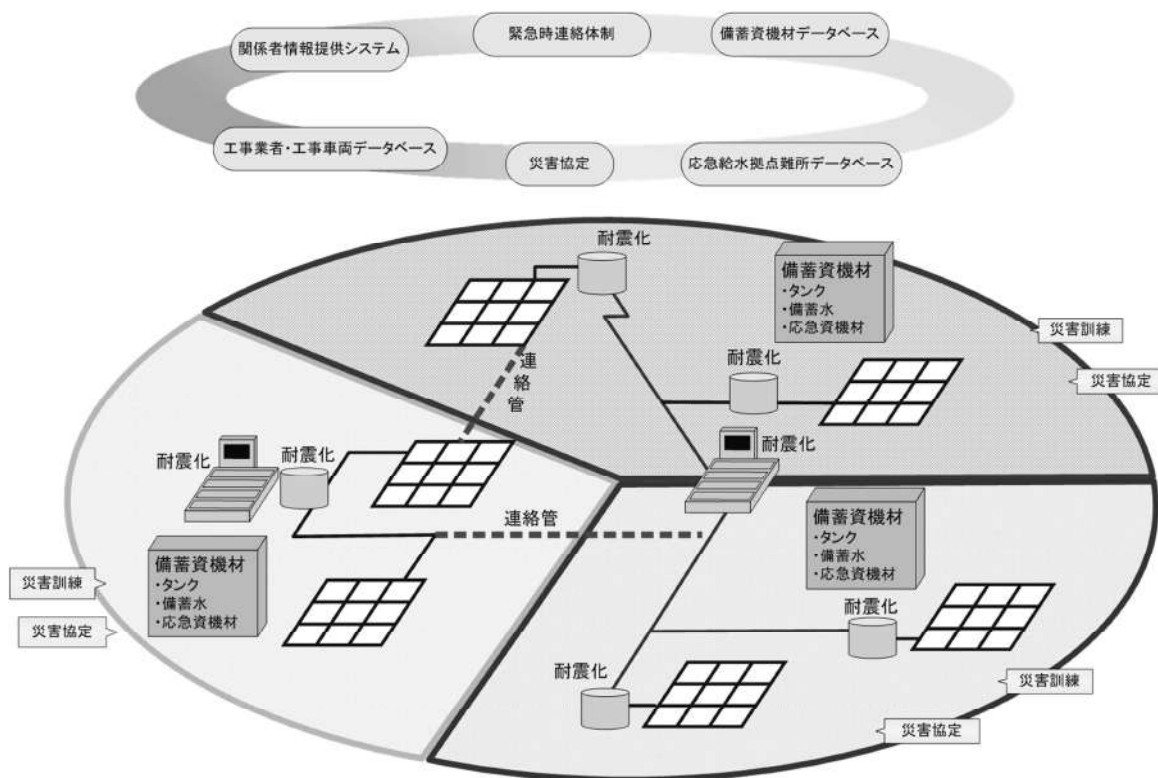 関係者情報提供システム
緊急時連絡体制
備蓄資機材データベース
工事業者・工事車両データベース
災害協定
応急給水拠点難所データベース
耐震化
備蓄資機材
・タンク
・備蓄水
・応急資機材
災害訓練
災害協定
連絡管
耐震化
耐震化
耐震化
耐震化
連絡管
備蓄資機材
・タンク
・備蓄水
・応急資機材
備蓄資機材
・タンク
・備蓄水
・応急資機材
災害訓練
災害協定
耐震化
耐震化
災害訓練
災害協定